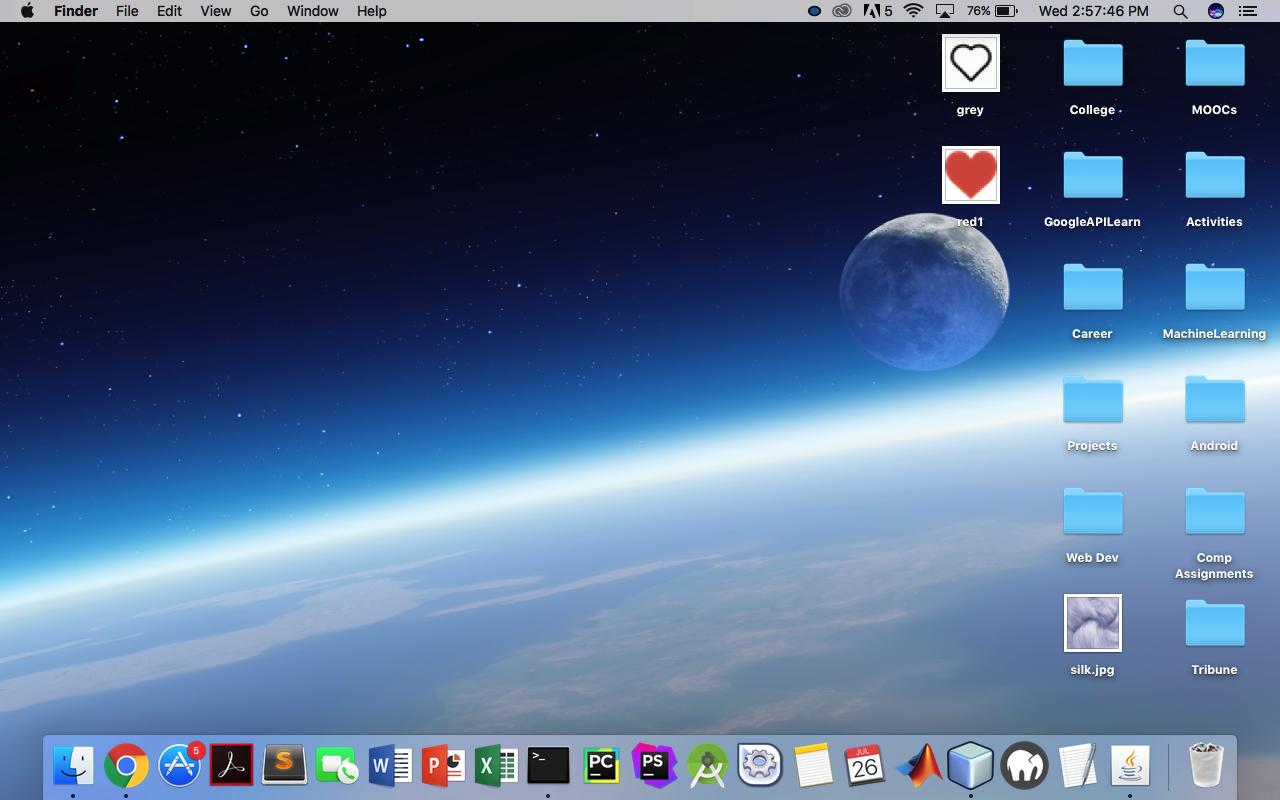 Finder File Edit View Go Window Help 5 76% Wed 2:57:46 PM
grey College MOOCs
red1 GoogleAPILearn Activities
Career MachineLearning
Projects Android
Web Dev Comp
Assignments
silk.jpg Tribune
5
S W P X >_ PC PS JUL
26